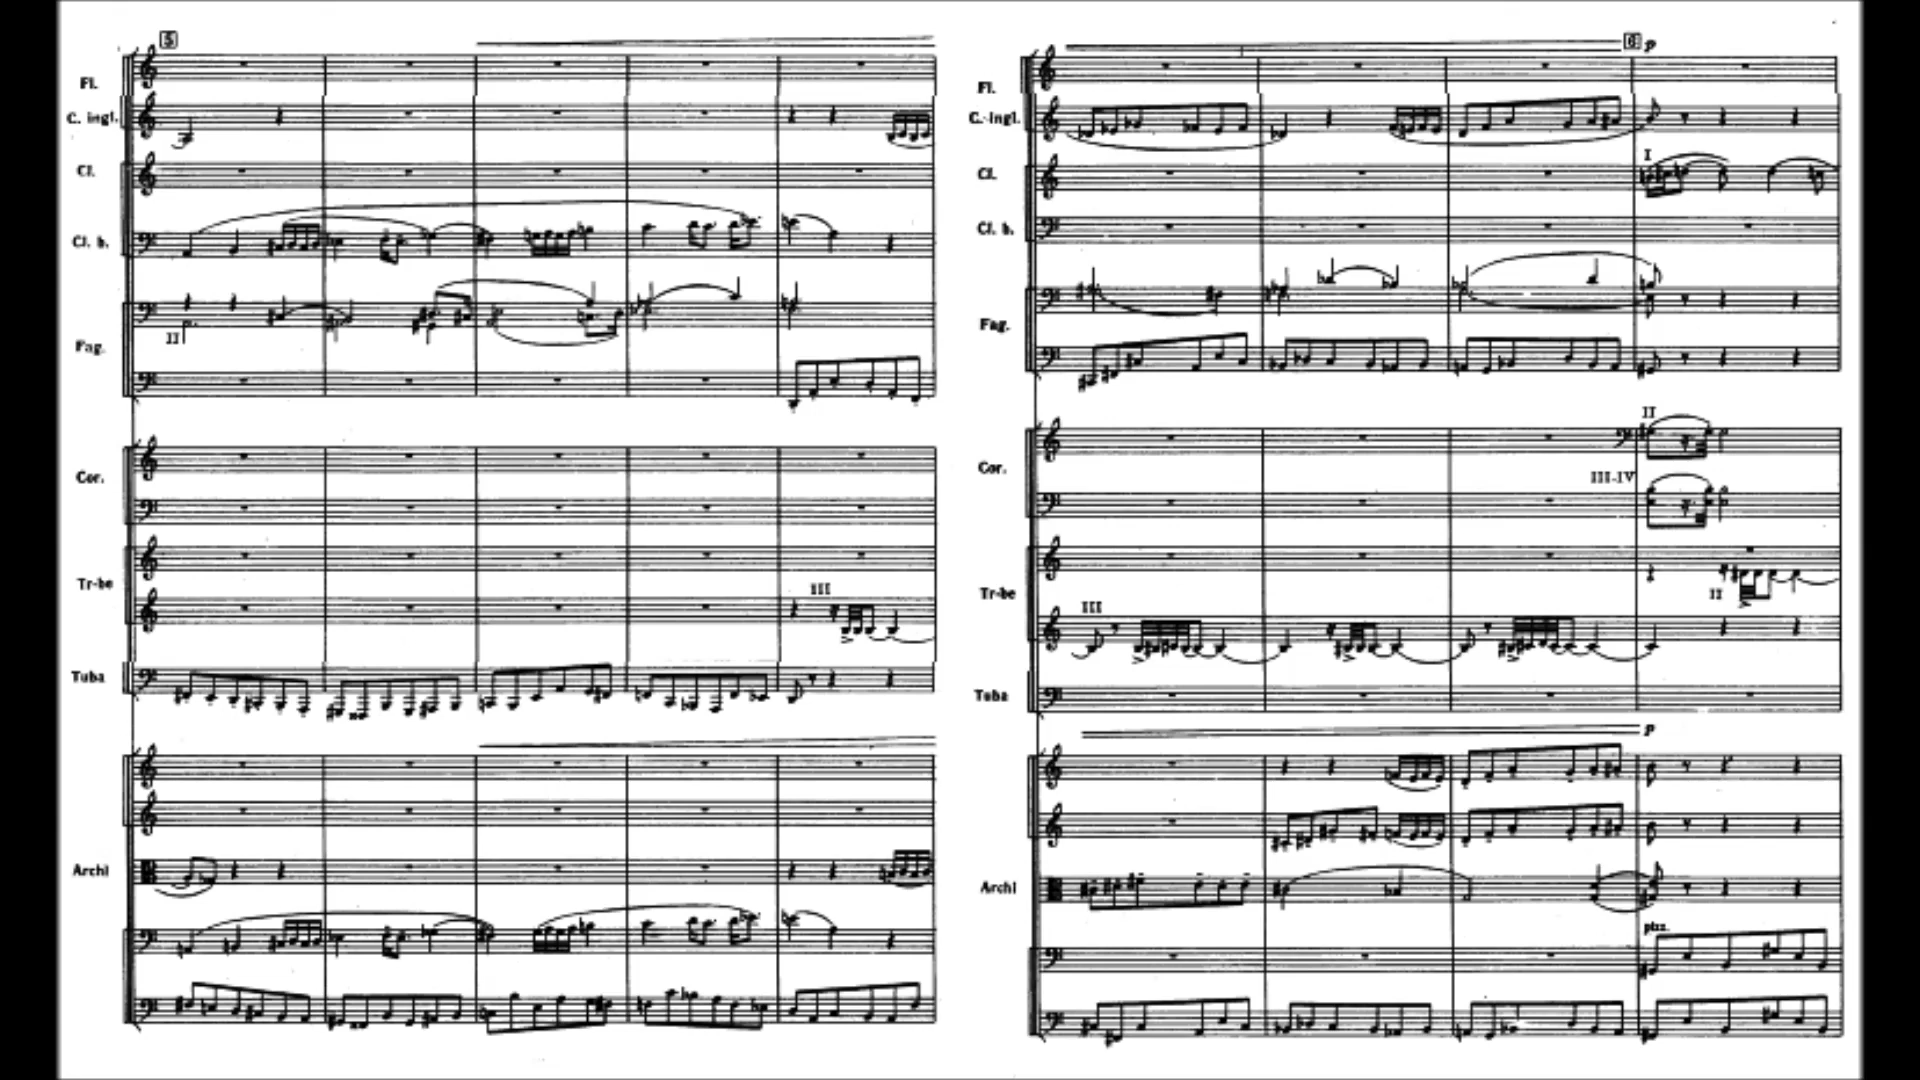 5
Fl.
C. ingl.
Cl.
Cl. b.
II
Fag.
Cor.
Tr-be
III
Tuba
Archi
6 p
Fl.
C. ingl.
I
Cl.
Cl. b.
Fag.
II
Cor.
III-IV
Tr-be
II
III
Tuba
p
Archi
pizz.